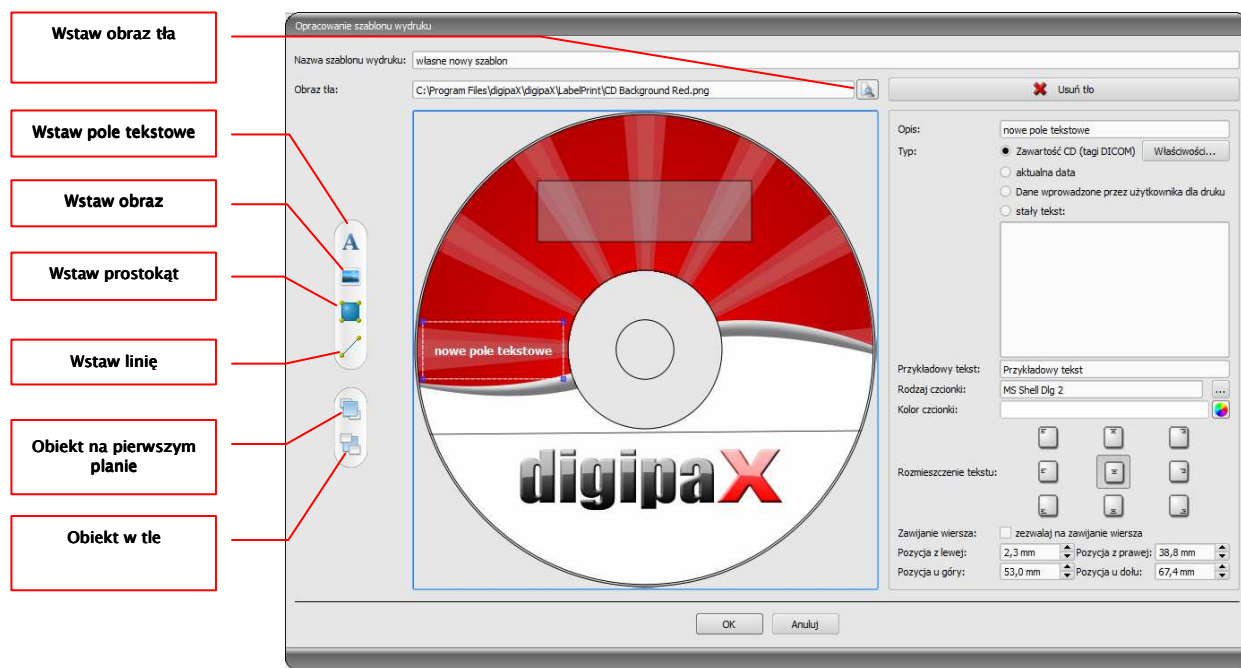 Wstaw obraz tła
Wstaw pole tekstowe
Wstaw obraz
Wstaw prostokąt
Wstaw linię
Obiekt na pierwszym
planie
Obiekt w tle
Opracowanie szablonu wydruku
Nazwa szablonu wydruku: własne nowy szablon
Obraz tła: C:\Program Files\digipaX\digipaX\LabelPrint\CD Background Red.png
Usuń tło
A
nowe pole tekstowe
digipaX
Opis: nowe pole tekstowe
Typ: Zawartość CD (tagi DICOM) Właściwości...
aktualna data
Dane wprowadzone przez użytkownika dla druku
stały tekst:
Przykładowy tekst: Przykładowy tekst
Rodzaj czcionki: MS Shell Dlg 2 ...
Kolor czcionki:
Rozmieszczenie tekstu:
Zawijanie wiersza: zezwalaj na zawijanie wiersza
Pozycja z lewej: 2,3 mm Pozycja z prawej: 38,8 mm
Pozycja u góry: 53,0 mm Pozycja u dołu: 67,4 mm
OK Anuluj